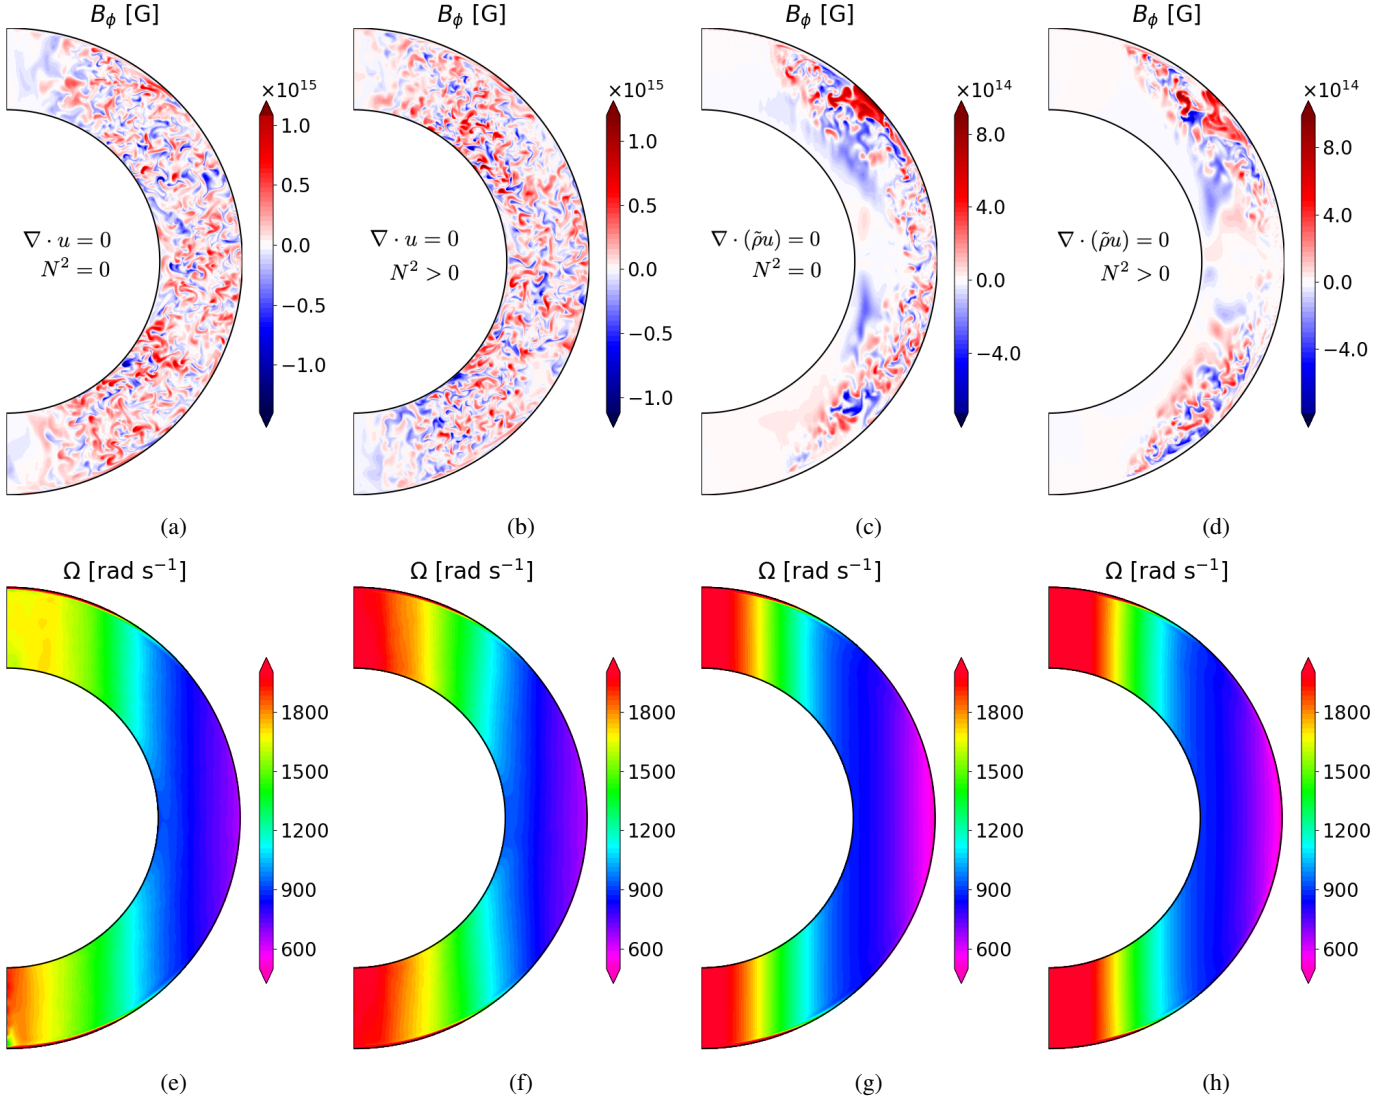 B_ϕ [G]
B_ϕ [G]
B_ϕ [G]
B_ϕ [G]
×10^15
1.0
0.5
0.0
−0.5
−1.0
∇ · u = 0
N² = 0
×10^15
1.0
0.5
0.0
−0.5
−1.0
∇ · u = 0
N² > 0
×10^14
8.0
4.0
0.0
−4.0
∇ · (ρ̃u) = 0
N² = 0
×10^14
8.0
4.0
0.0
−4.0
∇ · (ρ̃u) = 0
N² > 0
(a)
(b)
(c)
(d)
Ω [rad s⁻¹]
Ω [rad s⁻¹]
Ω [rad s⁻¹]
Ω [rad s⁻¹]
1800
1500
1200
900
600
1800
1500
1200
900
600
1800
1500
1200
900
600
1800
1500
1200
900
600
(e)
(f)
(g)
(h)